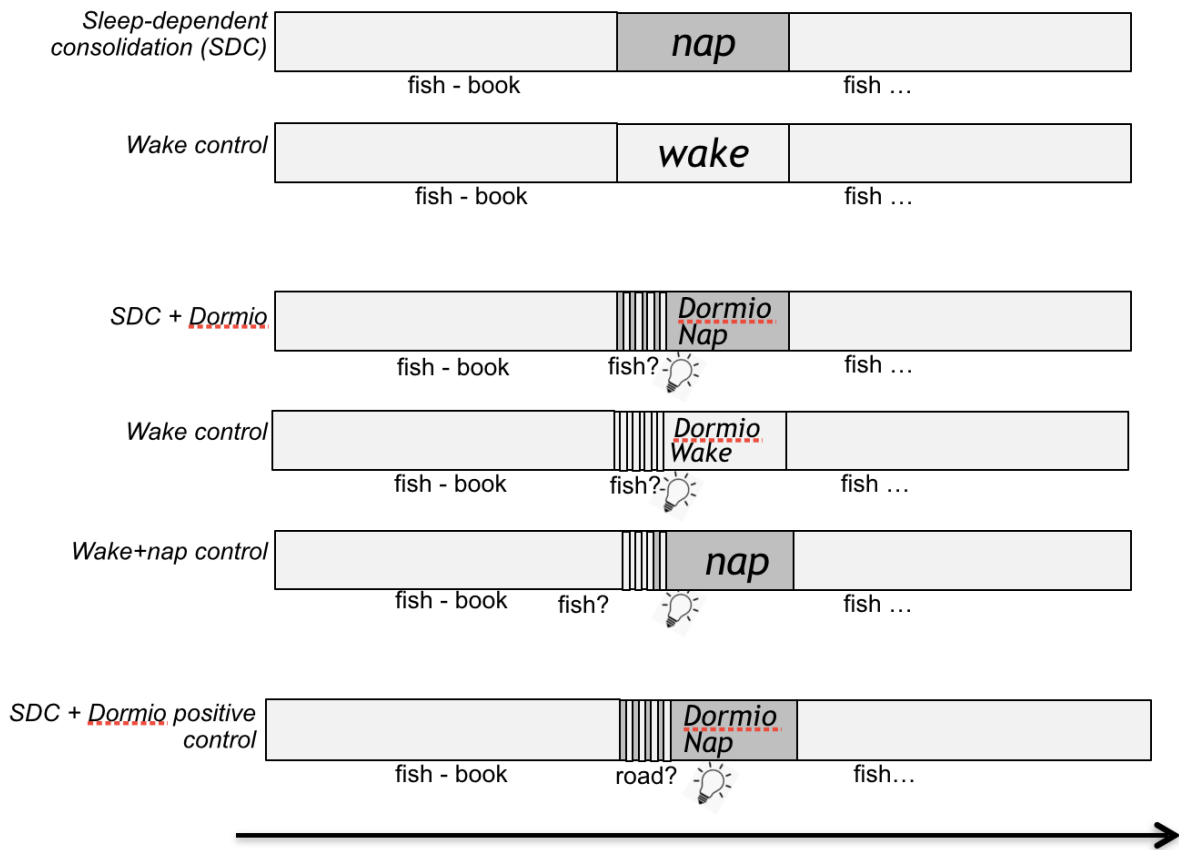 Sleep-dependent
consolidation (SDC)
nap
fish - book
fish ...
Wake control
wake
fish - book
fish ...
SDC + Dormio
Dormio
Nap
fish - book
fish?
fish ...
Wake control
Dormio
Wake
fish - book
fish?
fish ...
Wake+nap control
nap
fish - book
fish?
fish ...
SDC + Dormio positive
control
Dormio
Nap
fish - book
road?
fish...